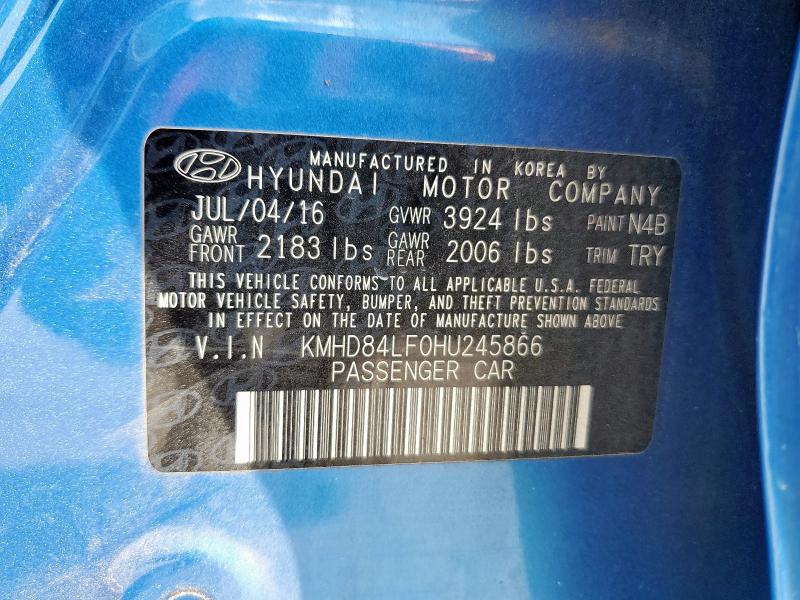 MANUFACTURED IN KOREA BY
HYUNDAI MOTOR COMPANY
JUL/04/16 GVWR 3924 lbs PAINT N4B
GAWR FRONT 2183 lbs GAWR REAR 2006 lbs TRIM TRY
THIS VEHICLE CONFORMS TO ALL APPLICABLE U.S.A. FEDERAL
MOTOR VEHICLE SAFETY, BUMPER, AND THEFT PREVENTION STANDARDS
IN EFFECT ON THE DATE OF MANUFACTURE SHOWN ABOVE
V.I.N KMHD84LF0HU245866
PASSENGER CAR